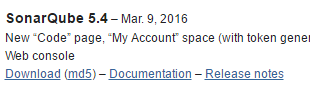 SonarQube 5.4 – Mar. 9, 2016
New “Code” page, “My Account” space (with token
Web console
Download (md5) – Documentation – Release notes